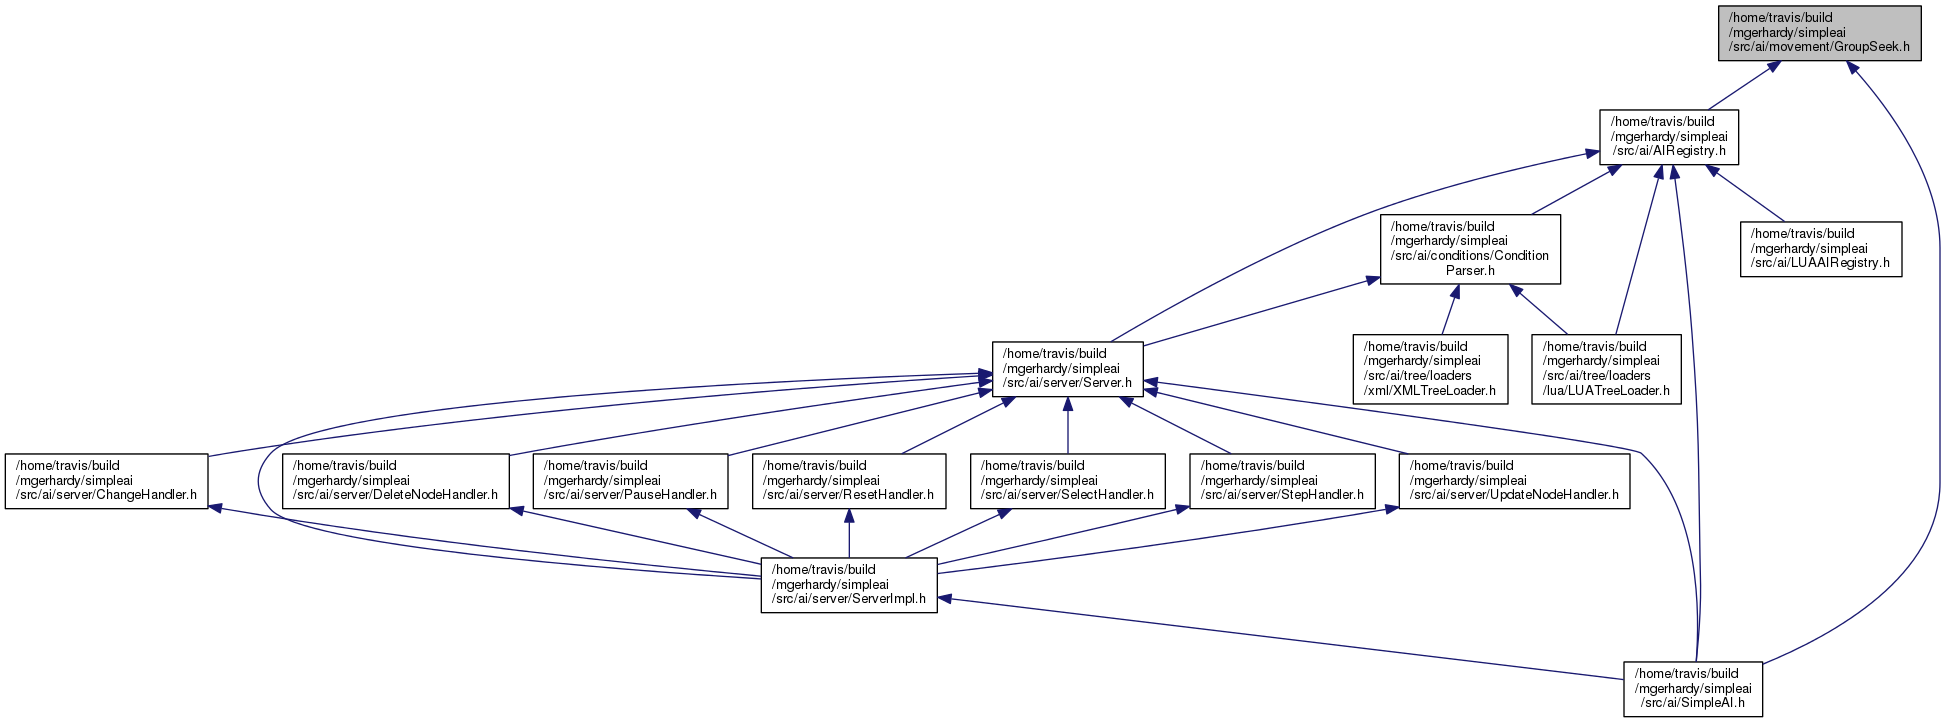 /home/travis/build
/mgerhardy/simpleai
/src/ai/movement/GroupSeek.h
/home/travis/build
/mgerhardy/simpleai
/src/ai/AIRegistry.h
/home/travis/build
/mgerhardy/simpleai
/src/ai/conditions/Condition
Parser.h
/home/travis/build
/mgerhardy/simpleai
/src/ai/LUAAIRegistry.h
/home/travis/build
/mgerhardy/simpleai
/src/ai/server/Server.h
/home/travis/build
/mgerhardy/simpleai
/src/ai/tree/loaders
/xml/XMLTreeLoader.h
/home/travis/build
/mgerhardy/simpleai
/src/ai/tree/loaders
/lua/LUATreeLoader.h
/home/travis/build
/mgerhardy/simpleai
/src/ai/server/ChangeHandler.h
/home/travis/build
/mgerhardy/simpleai
/src/ai/server/DeleteNodeHandler.h
/home/travis/build
/mgerhardy/simpleai
/src/ai/server/PauseHandler.h
/home/travis/build
/mgerhardy/simpleai
/src/ai/server/ResetHandler.h
/home/travis/build
/mgerhardy/simpleai
/src/ai/server/SelectHandler.h
/home/travis/build
/mgerhardy/simpleai
/src/ai/server/StepHandler.h
/home/travis/build
/mgerhardy/simpleai
/src/ai/server/UpdateNodeHandler.h
/home/travis/build
/mgerhardy/simpleai
/src/ai/server/ServerImpl.h
/home/travis/build
/mgerhardy/simpleai
/src/ai/SimpleAI.h